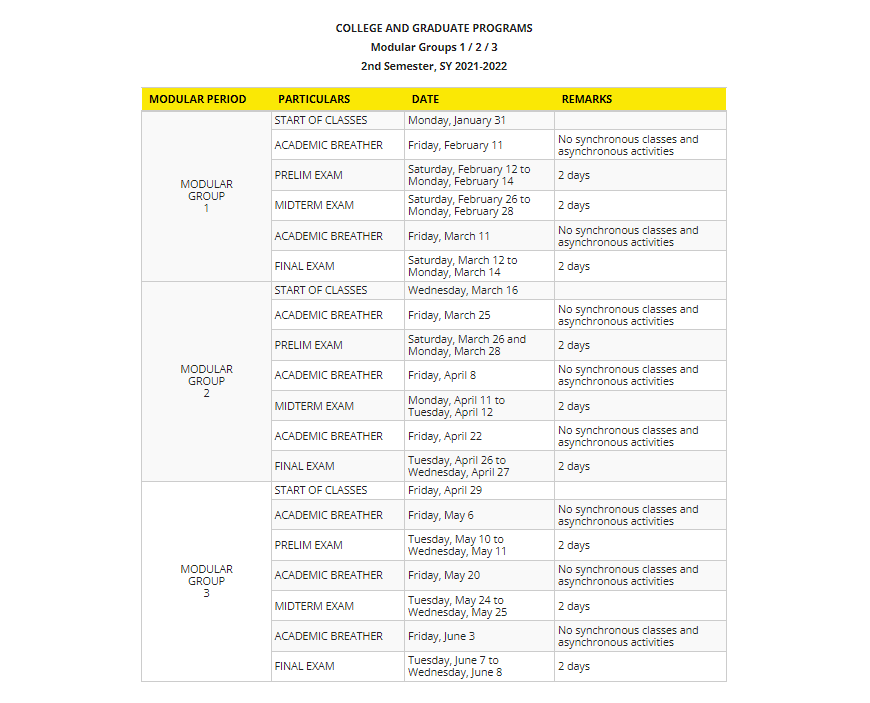 COLLEGE AND GRADUATE PROGRAMS
Modular Groups 1 / 2 / 3
2nd Semester, SY 2021-2022
MODULAR PERIOD PARTICULARS DATE REMARKS
MODULAR
GROUP
1
START OF CLASSES Monday, January 31
ACADEMIC BREATHER Friday, February 11 No synchronous classes and
asynchronous activities
PRELIM EXAM Saturday, February 12 to
Monday, February 14 2 days
MIDTERM EXAM Saturday, February 26 to
Monday, February 28 2 days
ACADEMIC BREATHER Friday, March 11 No synchronous classes and
asynchronous activities
FINAL EXAM Saturday, March 12 to
Monday, March 14 2 days
MODULAR
GROUP
2
START OF CLASSES Wednesday, March 16
ACADEMIC BREATHER Friday, March 25 No synchronous classes and
asynchronous activities
PRELIM EXAM Saturday, March 26 and
Monday, March 28 2 days
ACADEMIC BREATHER Friday, April 8 No synchronous classes and
asynchronous activities
MIDTERM EXAM Monday, April 11 to
Tuesday, April 12 2 days
ACADEMIC BREATHER Friday, April 22 No synchronous classes and
asynchronous activities
FINAL EXAM Tuesday, April 26 to
Wednesday, April 27 2 days
MODULAR
GROUP
3
START OF CLASSES Friday, April 29
ACADEMIC BREATHER Friday, May 6 No synchronous classes and
asynchronous activities
PRELIM EXAM Tuesday, May 10 to
Wednesday, May 11 2 days
ACADEMIC BREATHER Friday, May 20 No synchronous classes and
asynchronous activities
MIDTERM EXAM Tuesday, May 24 to
Wednesday, May 25 2 days
ACADEMIC BREATHER Friday, June 3 No synchronous classes and
asynchronous activities
FINAL EXAM Tuesday, June 7 to
Wednesday, June 8 2 days